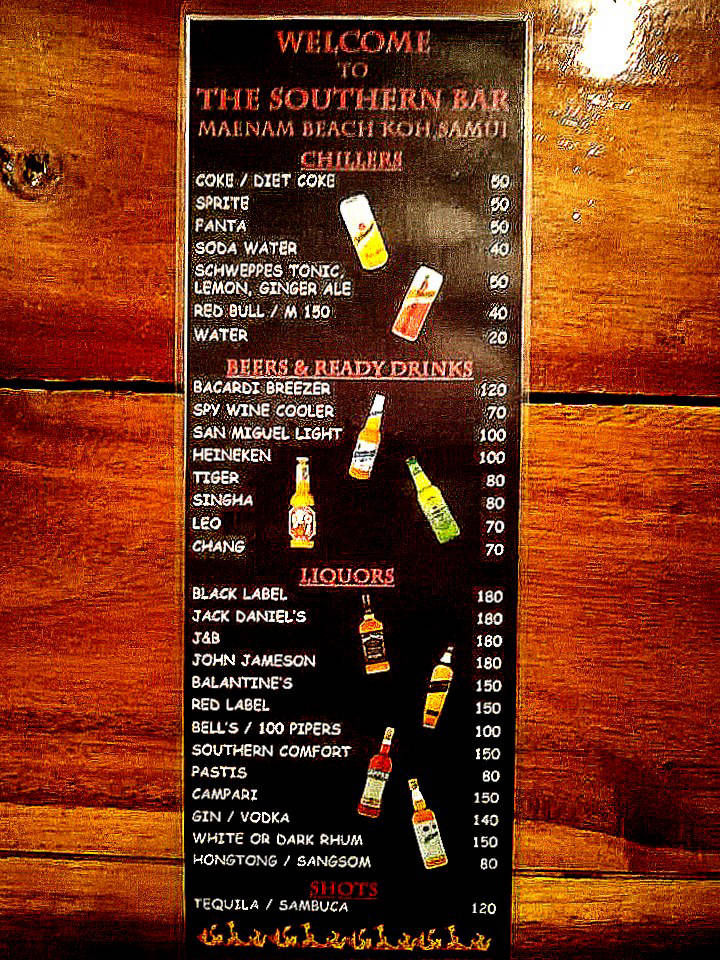 WELCOME
TO
THE SOUTHERN BAR
MAENAM BEACH KOH SAMUI
CHILLERS
COKE / DIET COKE 50
SPRITE 50
FANTA 50
SODA WATER 40
SCHWEPPES TONIC,
LEMON, GINGER ALE 50
RED BULL / M 150 40
WATER 20
BEERS & READY DRINKS
BACARDI BREEZER 120
SPY WINE COOLER 70
SAN MIGUEL LIGHT 100
HEINEKEN 100
TIGER 80
SINGHA 80
LEO 70
CHANG 70
LIQUORS
BLACK LABEL 180
JACK DANIEL'S 180
J&B 180
JOHN JAMESON 180
BALANTINE'S 150
RED LABEL 150
BELL'S / 100 PIPERS 100
SOUTHERN COMFORT 150
PASTIS 80
CAMPARI 150
GIN / VODKA 140
WHITE OR DARK RHUM 150
HONGTONG / SANGSOM 80
SHOTS
TEQUILA / SAMBUCA 120